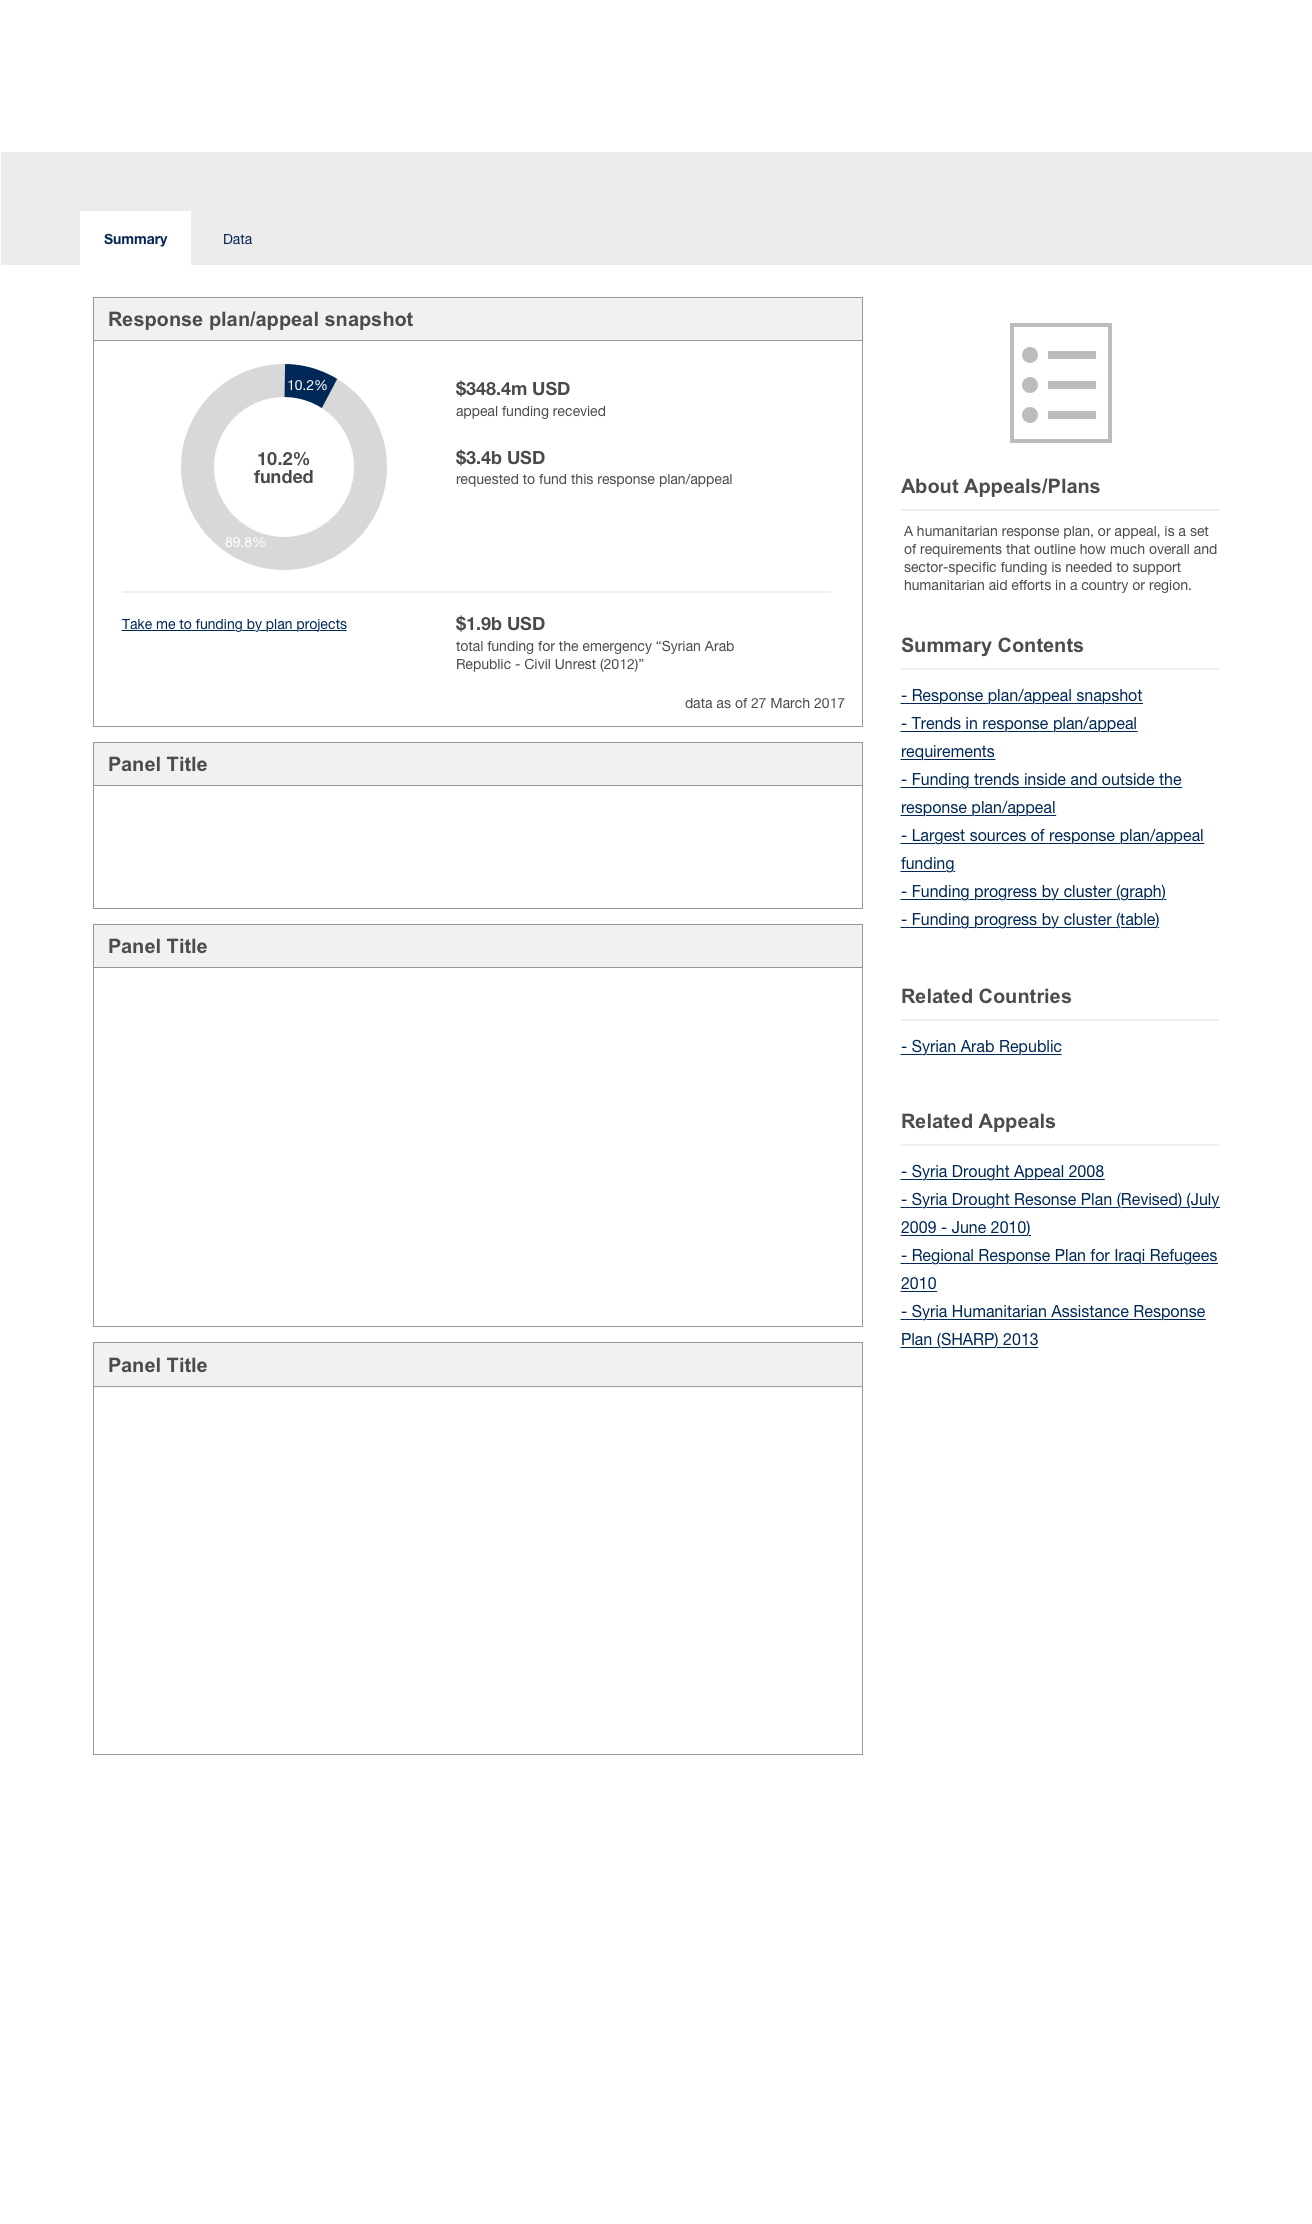 Summary
Data
Response plan/appeal snapshot
10.2%
10.2%
funded
89.8%
$348.4m USD
appeal funding recevied
$3.4b USD
requested to fund this response plan/appeal
Take me to funding by plan projects
$1.9b USD
total funding for the emergency “Syrian Arab
Republic - Civil Unrest (2012)”
data as of 27 March 2017
Panel Title
Panel Title
Panel Title
About Appeals/Plans
A humanitarian response plan, or appeal, is a set
of requirements that outline how much overall and
sector-specific funding is needed to support
humanitarian aid efforts in a country or region.
Summary Contents
- Response plan/appeal snapshot
- Trends in response plan/appeal
requirements
- Funding trends inside and outside the
response plan/appeal
- Largest sources of response plan/appeal
funding
- Funding progress by cluster (graph)
- Funding progress by cluster (table)
Related Countries
- Syrian Arab Republic
Related Appeals
- Syria Drought Appeal 2008
- Syria Drought Resonse Plan (Revised) (July
2009 - June 2010)
- Regional Response Plan for Iraqi Refugees
2010
- Syria Humanitarian Assistance Response
Plan (SHARP) 2013